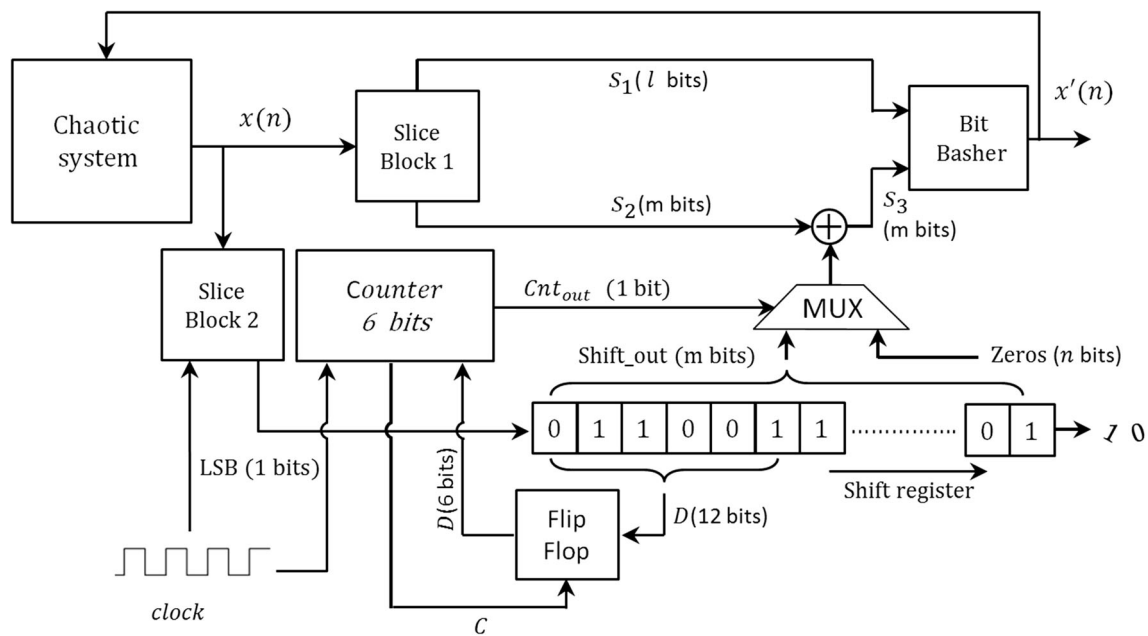 Chaotic
system
x(n)
Slice
Block 1
S₁(l bits)
S₂(m bits)
Bit
Basher
x′(n)
S₃
(m bits)
Slice
Block 2
Counter
6 bits
Cntₒᵤₜ (1 bit)
MUX
Shift_out (m bits)
Zeros (n bits)
0 1 1 0 0 1 1 .................. 0 1 1 0
LSB (1 bits)
D(6 bits)
Shift register
D(12 bits)
Flip
Flop
clock
C